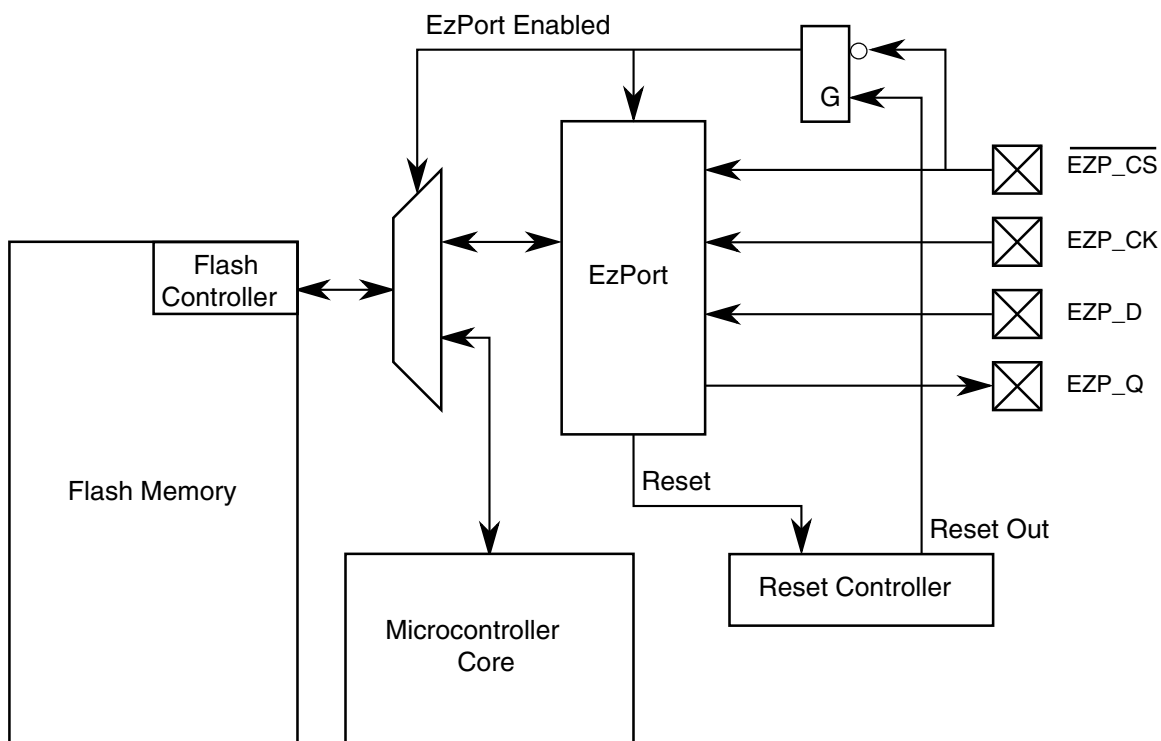 EzPort Enabled
G
EZP_CS
EZP_CK
EZP_D
EZP_Q
Flash
Controller
EzPort
Flash Memory
Reset
Reset Out
Reset Controller
Microcontroller
Core